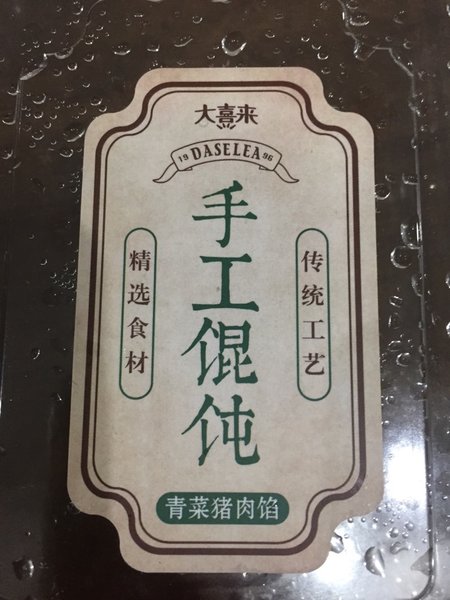 大喜来
19 DASELEA 96
手工馄饨
传统工艺
精选食材
青菜猪肉馅